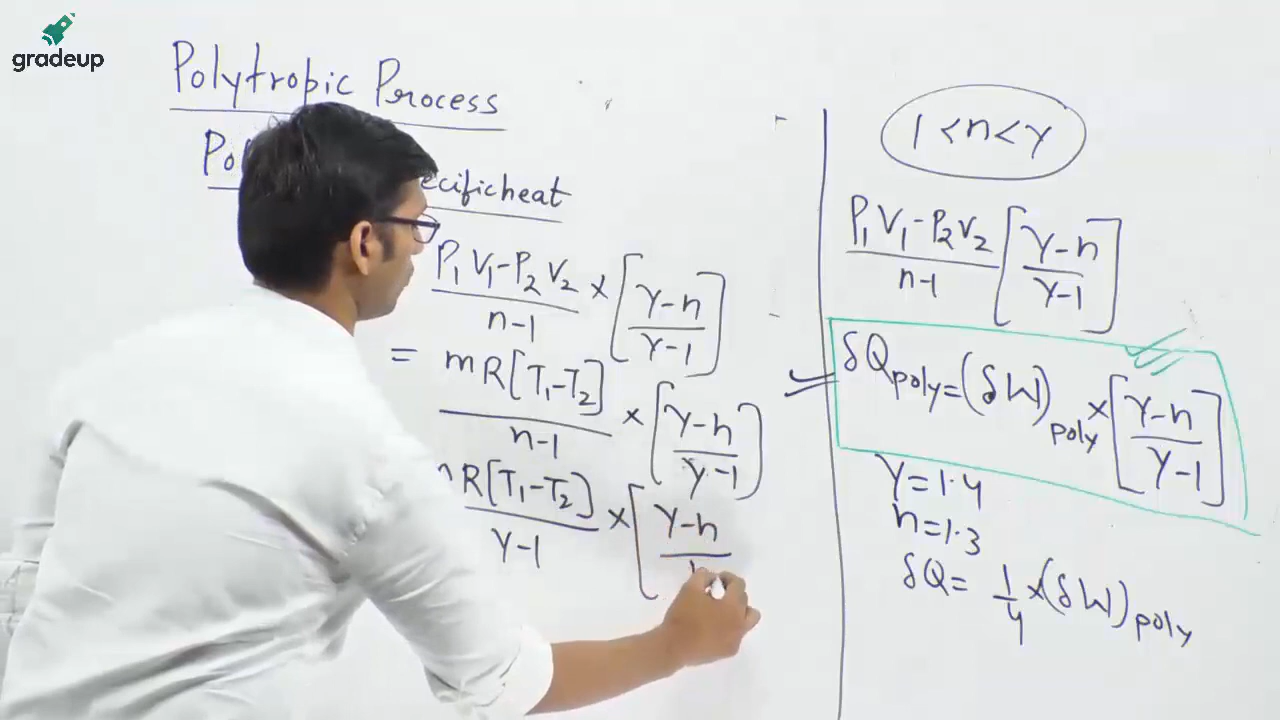 gradeup
Polytropic Process
Po ecificheat
P₁V₁-P₂V₂ / n-1 × [γ-n / γ-1]
= mR[T₁-T₂] / n-1 × [γ-n / γ-1]
R[T₁-T₂] / γ-1 × [γ-n /
1<n<γ
P₁V₁-P₂V₂ / n-1 [γ-n / γ-1]
δQpoly=(δW)poly × [γ-n / γ-1]
γ=1.4
n=1.3
δQ= 1/4 ×(δW)poly